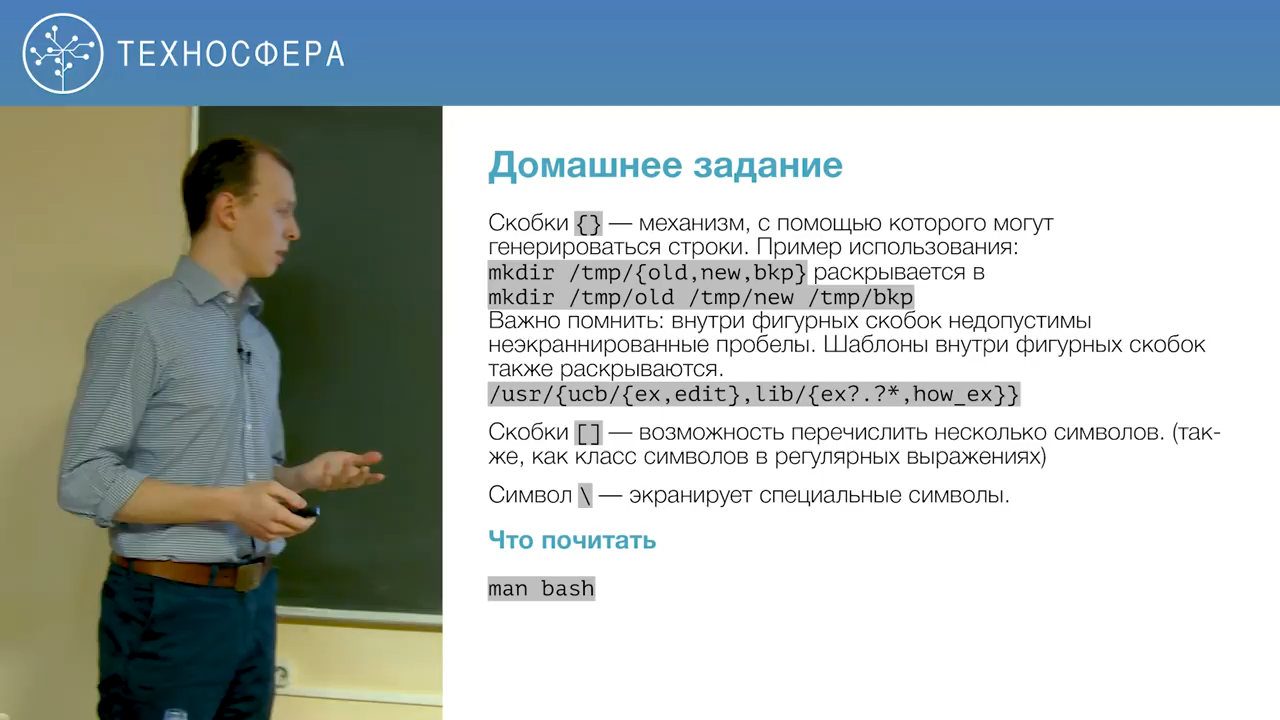 ТЕХНОСФЕРА
Домашнее задание
Скобки {} — механизм, с помощью которого могут
генерироваться строки. Пример использования:
mkdir /tmp/{old,new,bkp} раскрывается в
mkdir /tmp/old /tmp/new /tmp/bkp
Важно помнить: внутри фигурных скобок недопустимы
неэкраннированные пробелы. Шаблоны внутри фигурных скобок
также раскрываются.
/usr/{ucb/{ex,edit},lib/{ex?.?*,how_ex}}
Скобки [] — возможность перечислить несколько символов. (так-
же, как класс символов в регулярных выражениях)
Символ \ — экранирует специальные символы.
Что почитать
man bash